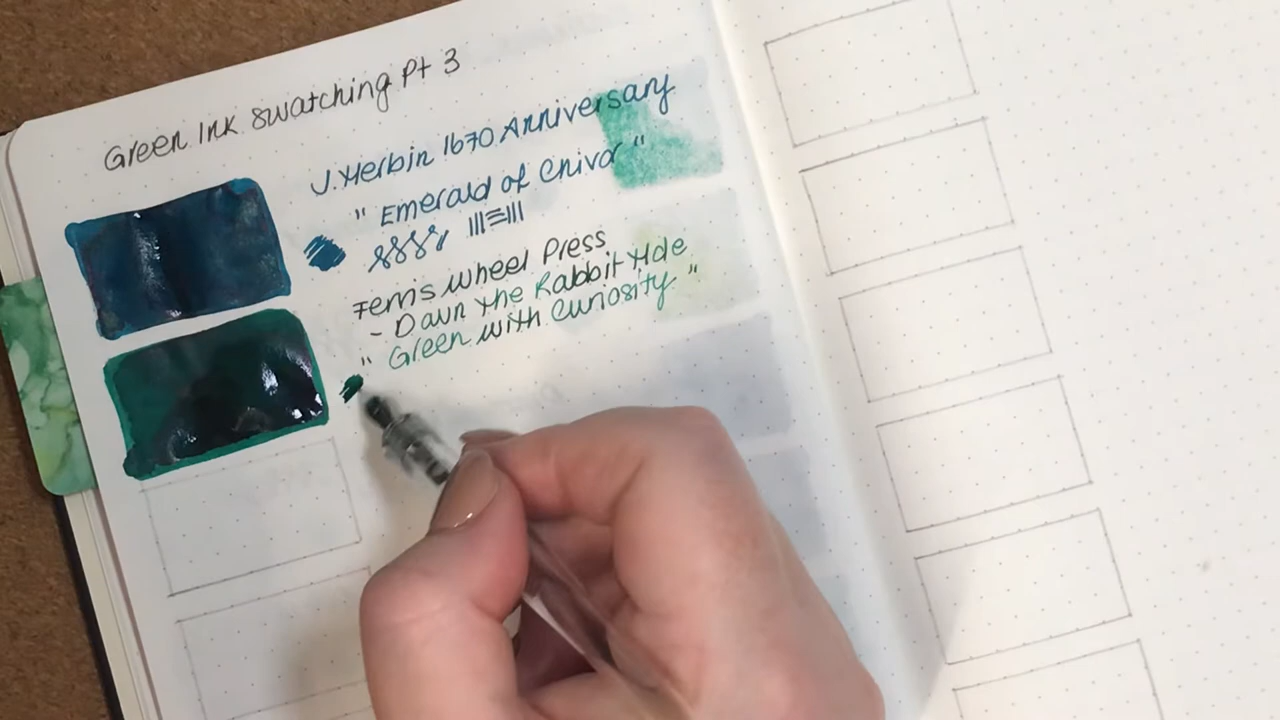 Green Ink Swatching Pt 3
J. Herbin 1670 Anniversary
" Emerald of Chivor "
Ferris Wheel Press
- Down the Rabbit Hole
" Green with Curiosity "